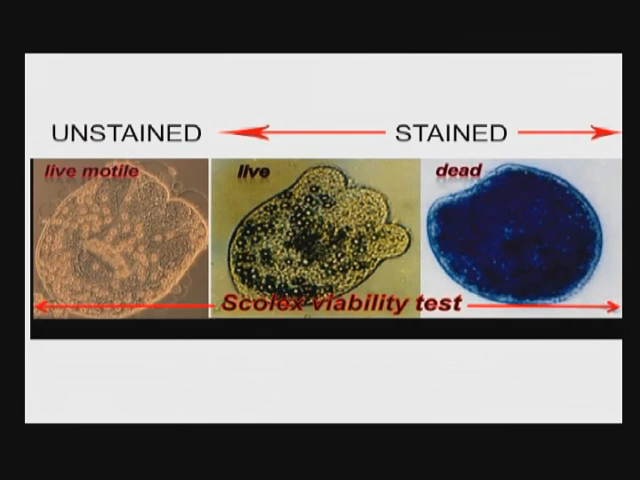 UNSTAINED STAINED
live motile live dead
Scolex viability test